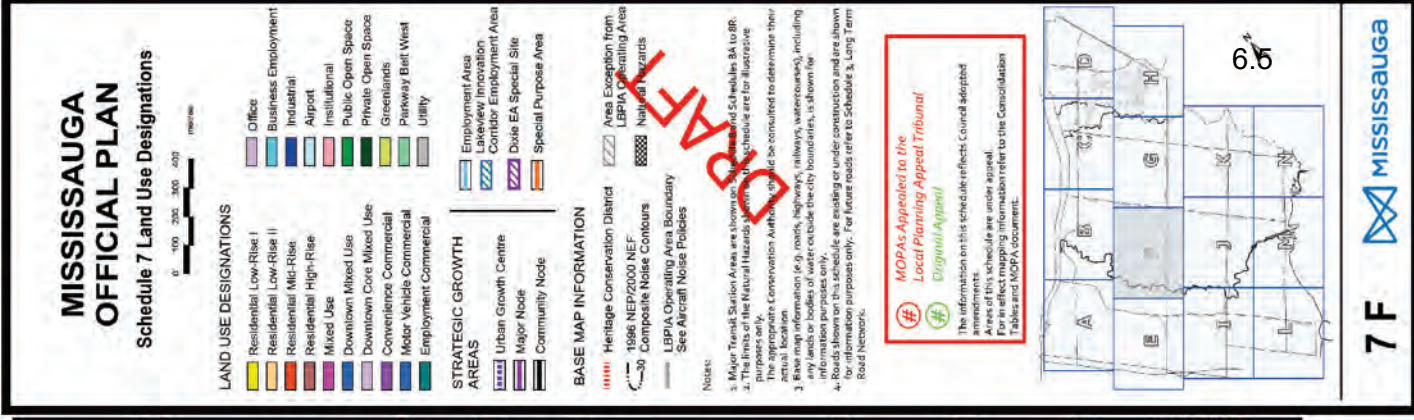 MISSISSAUGA
OFFICIAL PLAN
Schedule 7 Land Use Designations
0 100 200 300 400
metres
LAND USE DESIGNATIONS
Residential Low-Rise I
Residential Low-Rise II
Residential Mid-Rise
Residential High-Rise
Mixed Use
Downtown Mixed Use
Downtown Core Mixed Use
Convenience Commercial
Motor Vehicle Commercial
Employment Commercial
Office
Business Employment
Industrial
Airport
Institutional
Public Open Space
Private Open Space
Greenlands
Parkway Belt West
Utility
STRATEGIC GROWTH
AREAS
Urban Growth Centre
Major Node
Community Node
Employment Area
Lakeview Innovation
Corridor Employment Area
Dixie EA Special Site
Special Purpose Area
BASE MAP INFORMATION
Heritage Conservation District
1996 NEP/2000 NEF
Composite Noise Contours
30
LBPIA Operating Area Boundary
See Aircraft Noise Policies
Area Exception from
LBPIA Operating Area
Natural Hazards
DRAFT
Notes:
1. Major Transit Station Areas are shown on Schedule and Schedules 8A to 8R.
2. The limits of the Natural Hazards shown on this schedule are for illustrative
purposes only.
The appropriate Conservation Authority should be consulted to determine their
actual location.
3. Base map information (e.g. roads, highways, railways, watercourses), including
any lands or bodies of water outside the city boundaries, is shown for
information purposes only.
4. Roads shown on this schedule are existing or under construction and are shown
for information purposes only. For future roads refer to Schedule 3, Long Term
Road Network.
# MOPAs Appealed to the
Local Planning Appeal Tribunal
# Original Appeal
The information on this schedule reflects Council adopted
amendments.
Areas of this schedule are under appeal.
For in effect mapping information refer to the Consolidation
Tables and MOPA document.
6.5
A B C D
E G H
I J K
L M N
7 F
MISSISSAUGA